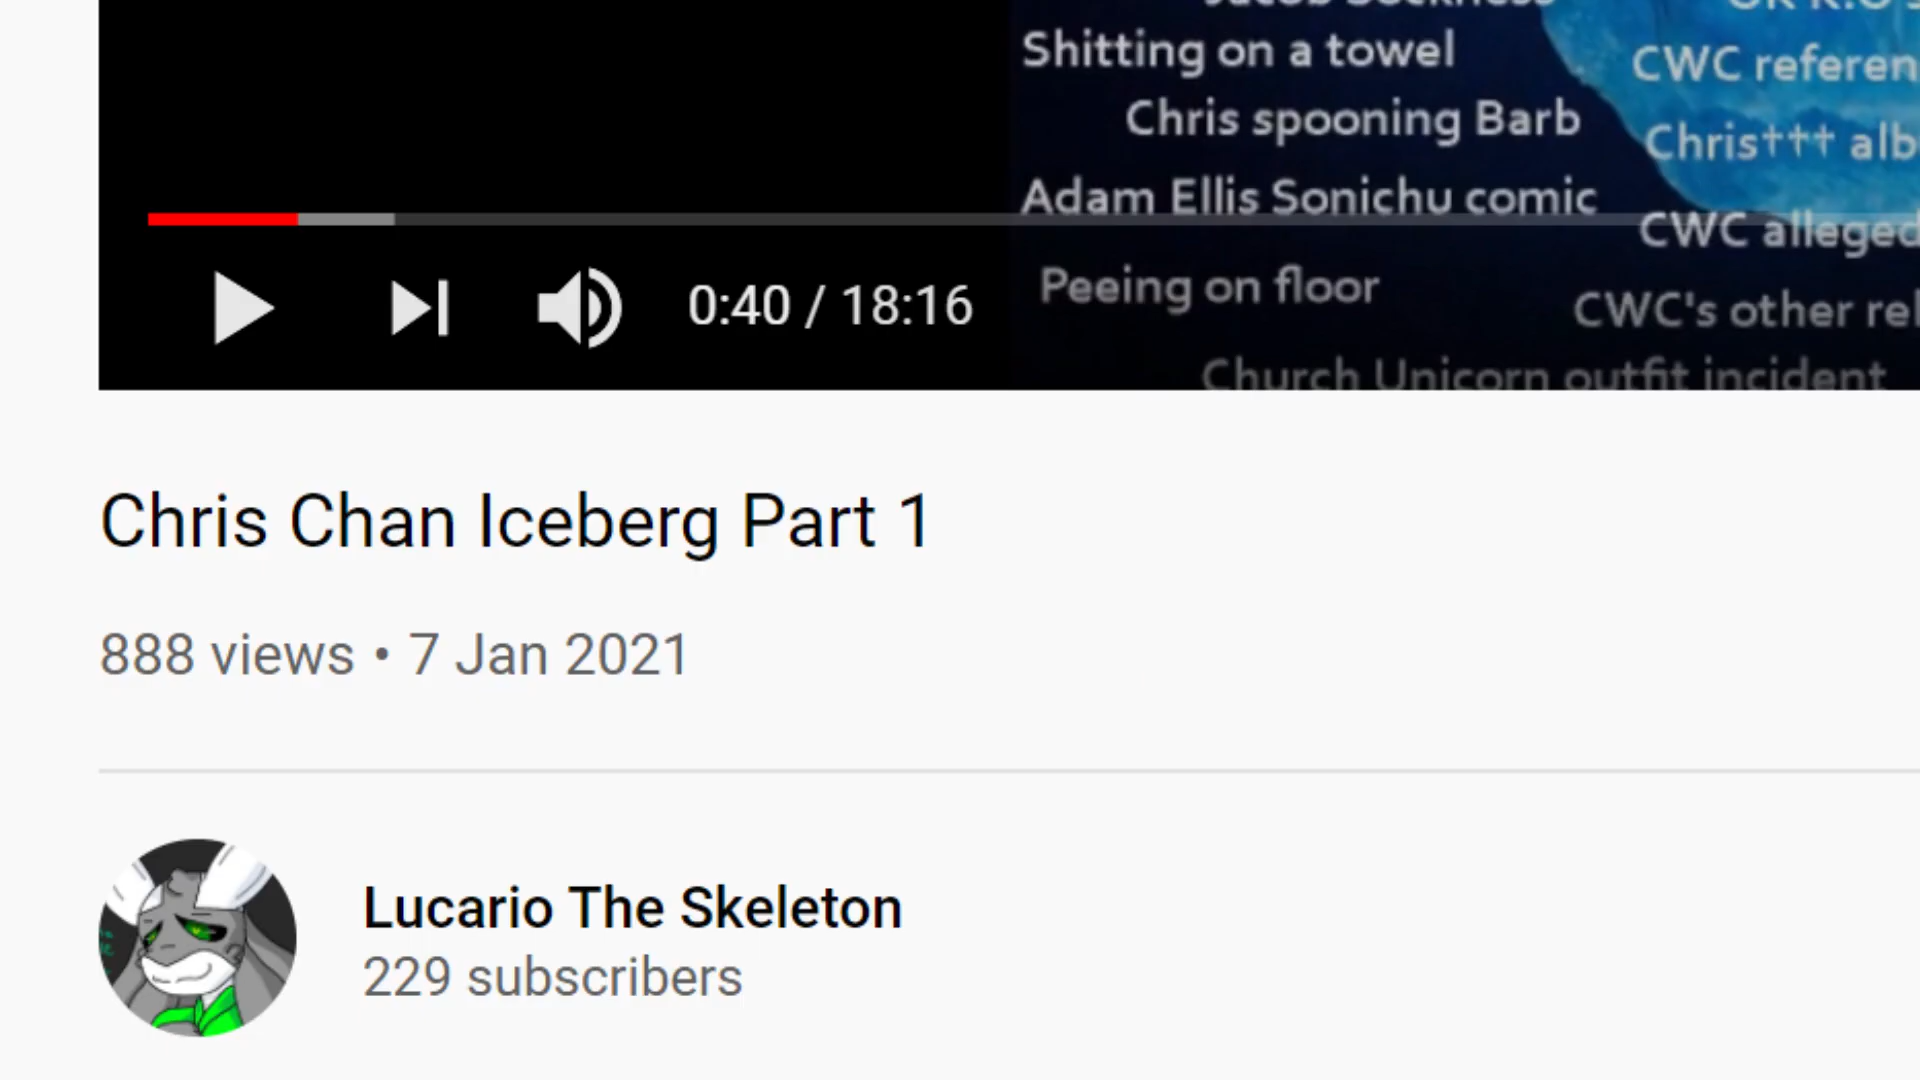 Shitting on a towel
CWC referen
Chris spooning Barb
Chris††† alb
Adam Ellis Sonichu comic
CWC alleged
0:40 / 18:16
Peeing on floor
CWC's other rel
Church Unicorn outfit incident
Chris Chan Iceberg Part 1
888 views • 7 Jan 2021
Lucario The Skeleton
229 subscribers